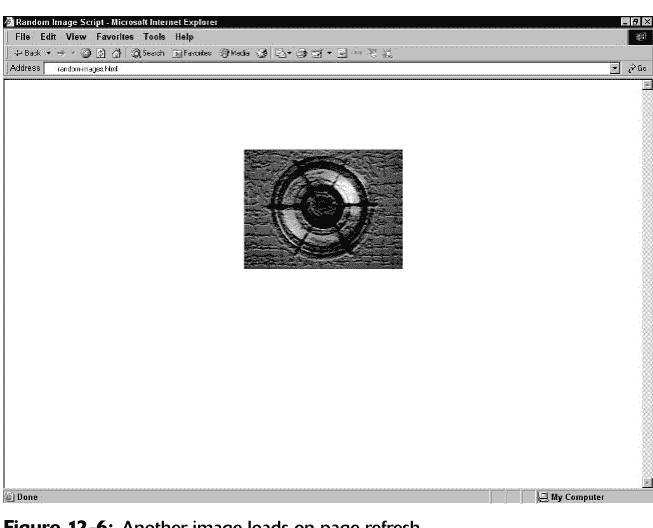 Random Image Script - Microsoft Internet Explorer
File Edit View Favorites Tools Help
Back Search Favorites Media
Address random-images.html Go
Done My Computer
Figure 12-6: Another image loads on page refresh